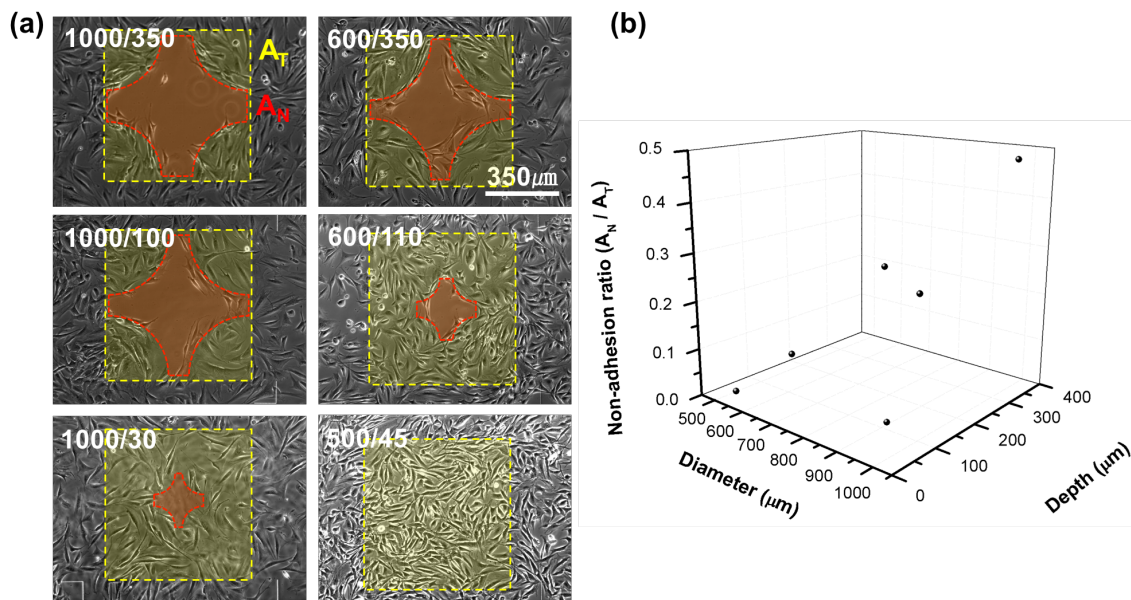 (a)
1000/350
A_T
A_N
600/350
350μm
1000/100
600/110
1000/30
500/45
(b)
Non-adhesion ratio (A_N / A_T)
0.5
0.4
0.3
0.2
0.1
0.0
500
600
700
800
900
1000
Diameter (μm)
0
100
200
300
400
Depth (μm)